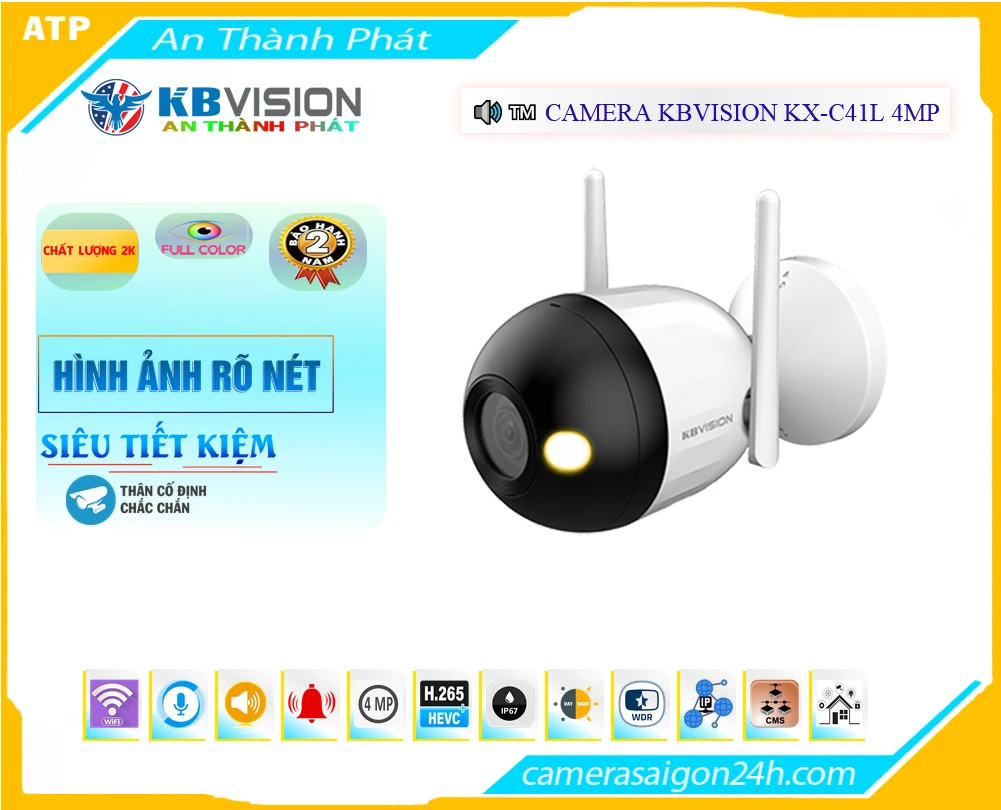 ATP
An Thành Phát
KBVISION
AN THÀNH PHÁT
TM CAMERA KBVISION KX-C41L 4MP
CHẤT LƯỢNG 2K
FULL COLOR
BẢO HÀNH
2
NĂM
HÌNH ẢNH RÕ NÉT
SIÊU TIẾT KIỆM
THÂN CỐ ĐỊNH
CHẮC CHẮN
KBVISION
WiFi
4 MP
H.265
HEVC
IP67
DAY NIGHT
WDR
IP
CMS
camerasaigon24h.com